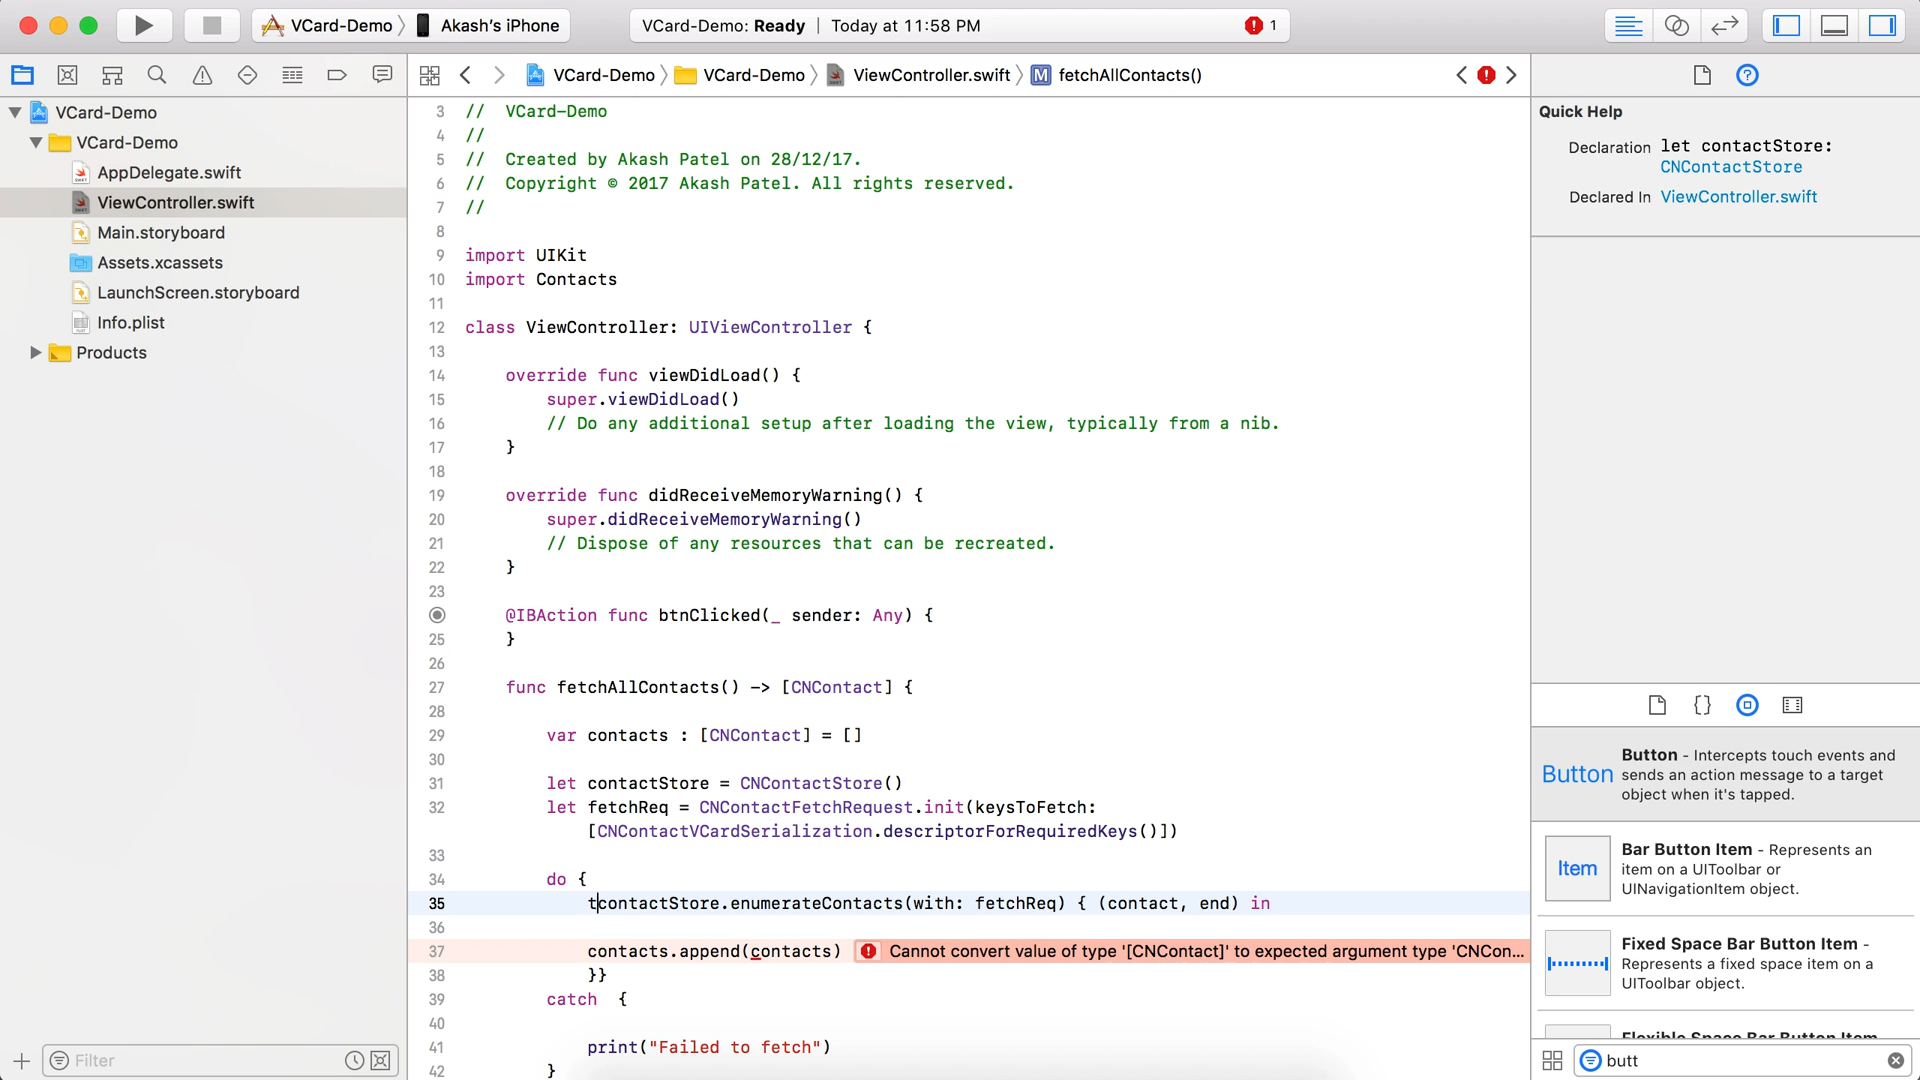 VCard-Demo 〉 Akash's iPhone
VCard-Demo: Ready | Today at 11:58 PM
1
VCard-Demo 〉 VCard-Demo 〉 ViewController.swift 〉 M fetchAllContacts()
VCard-Demo
VCard-Demo
AppDelegate.swift
ViewController.swift
Main.storyboard
Assets.xcassets
LaunchScreen.storyboard
Info.plist
Products
Filter
3 //  VCard-Demo
4 //
5 //  Created by Akash Patel on 28/12/17.
6 //  Copyright © 2017 Akash Patel. All rights reserved.
7 //
8
9 import UIKit
10 import Contacts
11
12 class ViewController: UIViewController {
13
14     override func viewDidLoad() {
15         super.viewDidLoad()
16         // Do any additional setup after loading the view, typically from a nib.
17     }
18
19     override func didReceiveMemoryWarning() {
20         super.didReceiveMemoryWarning()
21         // Dispose of any resources that can be recreated.
22     }
23
@IBAction func btnClicked(_ sender: Any) {
25     }
26
27     func fetchAllContacts() -> [CNContact] {
28
29         var contacts : [CNContact] = []
30
31         let contactStore = CNContactStore()
32         let fetchReq = CNContactFetchRequest.init(keysToFetch:
[CNContactVCardSerialization.descriptorForRequiredKeys()])
33
34         do {
35             tcontactStore.enumerateContacts(with: fetchReq) { (contact, end) in
36
37             contacts.append(contacts) Cannot convert value of type '[CNContact]' to expected argument type 'CNCon...
38             }}
39         catch  {
40
41             print("Failed to fetch")
42         }
Quick Help
Declaration let contactStore:
CNContactStore
Declared In ViewController.swift
Button
Button - Intercepts touch events and
sends an action message to a target
object when it's tapped.
Item
Bar Button Item - Represents an
item on a UIToolbar or
UINavigationItem object.
Fixed Space Bar Button Item -
Represents a fixed space item on a
UIToolbar object.
Flexible Space Bar Button Item
butt